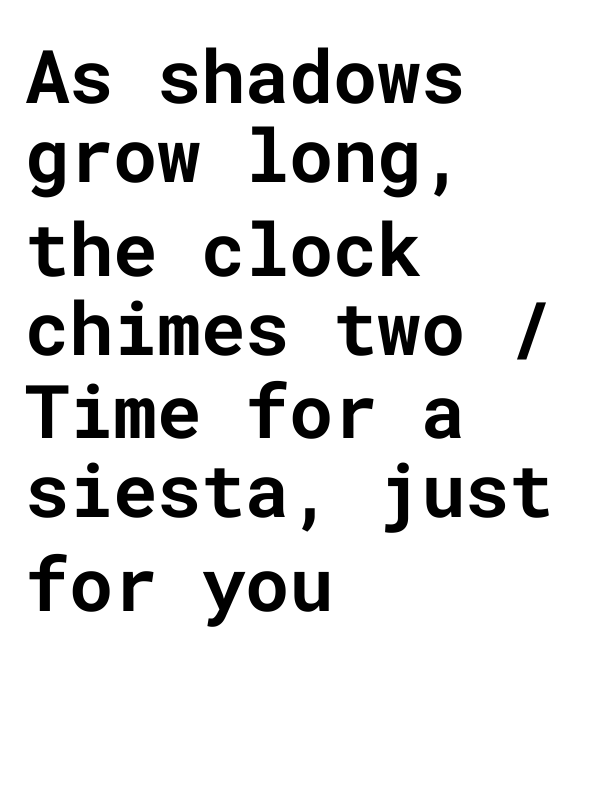 As shadows
grow long,
the clock
chimes two /
Time for a
siesta, just
for you